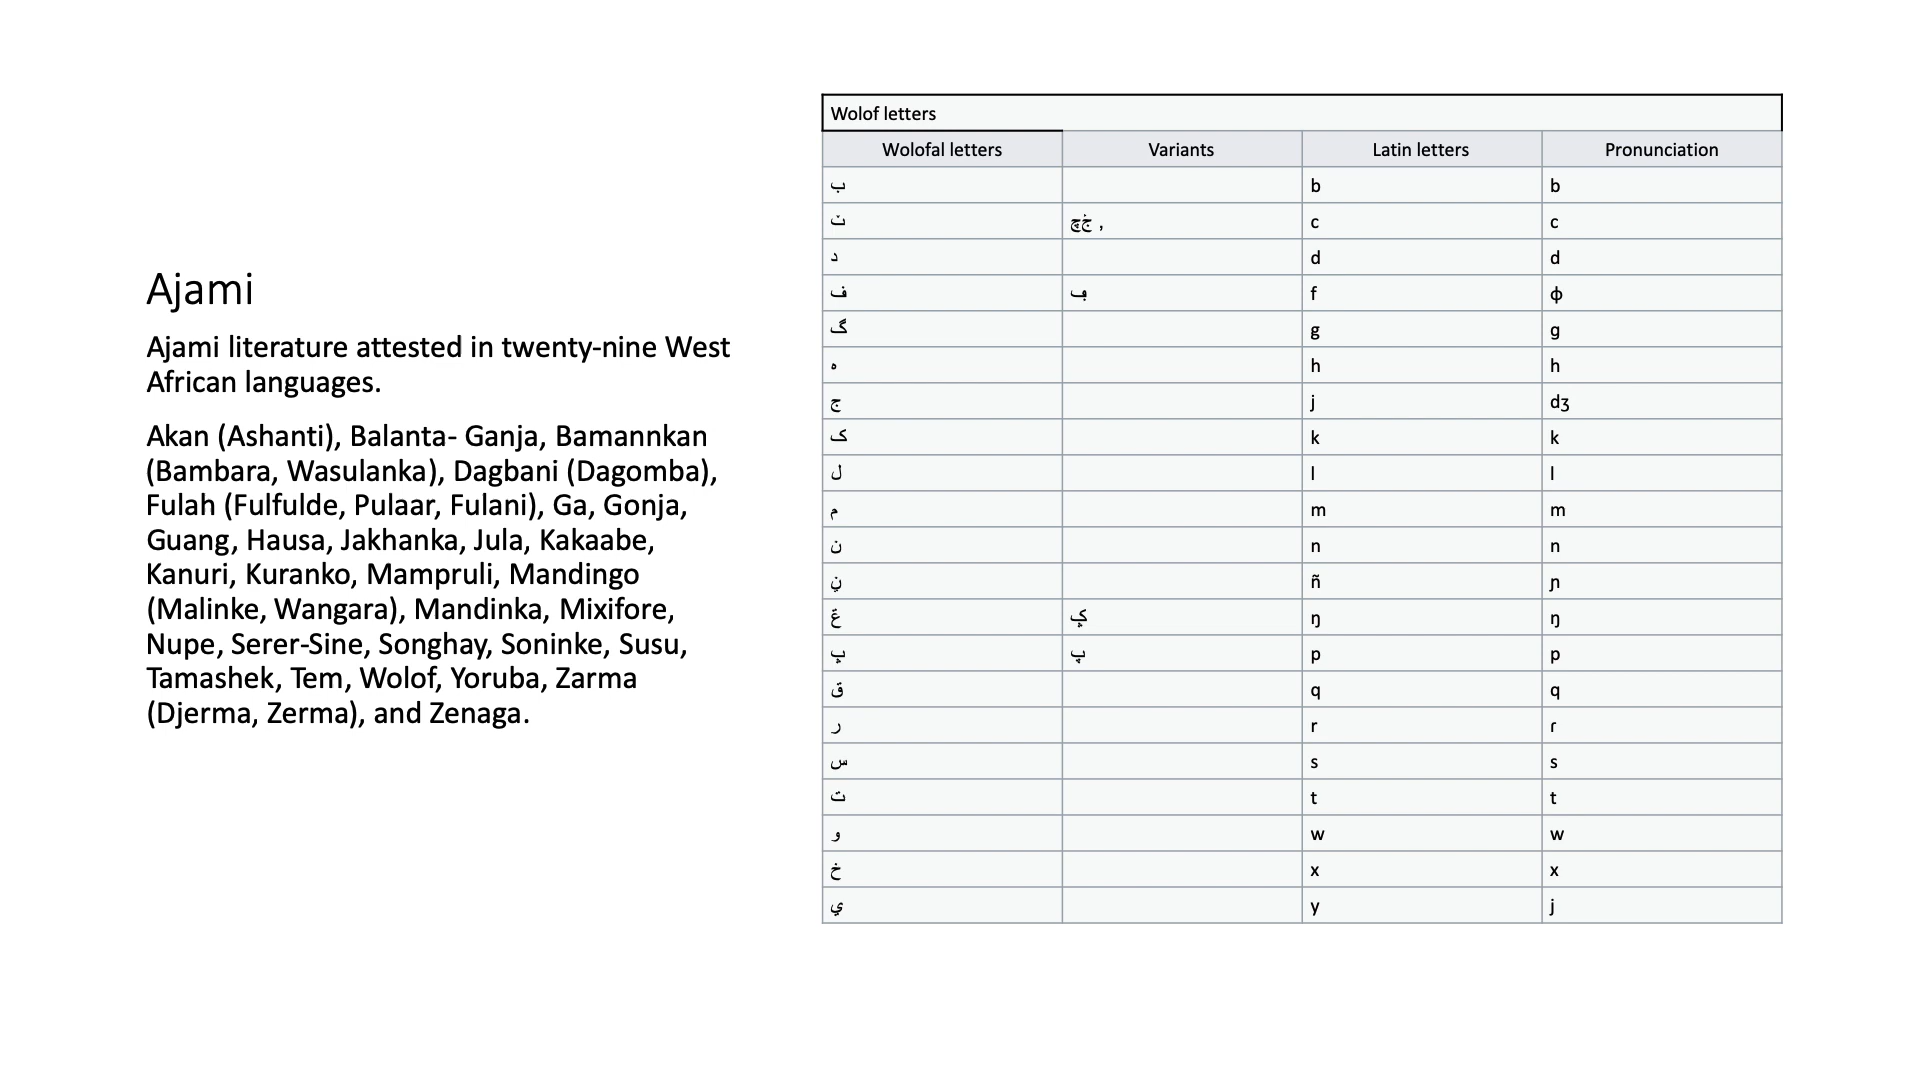 Ajami
Ajami literature attested in twenty-nine West
African languages.
Akan (Ashanti), Balanta- Ganja, Bamannkan
(Bambara, Wasulanka), Dagbani (Dagomba),
Fulah (Fulfulde, Pulaar, Fulani), Ga, Gonja,
Guang, Hausa, Jakhanka, Jula, Kakaabe,
Kanuri, Kuranko, Mampruli, Mandingo
(Malinke, Wangara), Mandinka, Mixifore,
Nupe, Serer-Sine, Songhay, Soninke, Susu,
Tamashek, Tem, Wolof, Yoruba, Zarma
(Djerma, Zerma), and Zenaga.
Wolof letters
Wolofal letters Variants Latin letters Pronunciation
ب b b
c c
د d d
ف ڢ f ɸ
گ g g
ه h h
ج j dʒ
ک k k
ل l l
م m m
ن n n
ñ ɲ
ŋ ŋ
پ p p
ق q q
ر r ɾ
س s s
ت t t
و w w
خ x x
ي y j